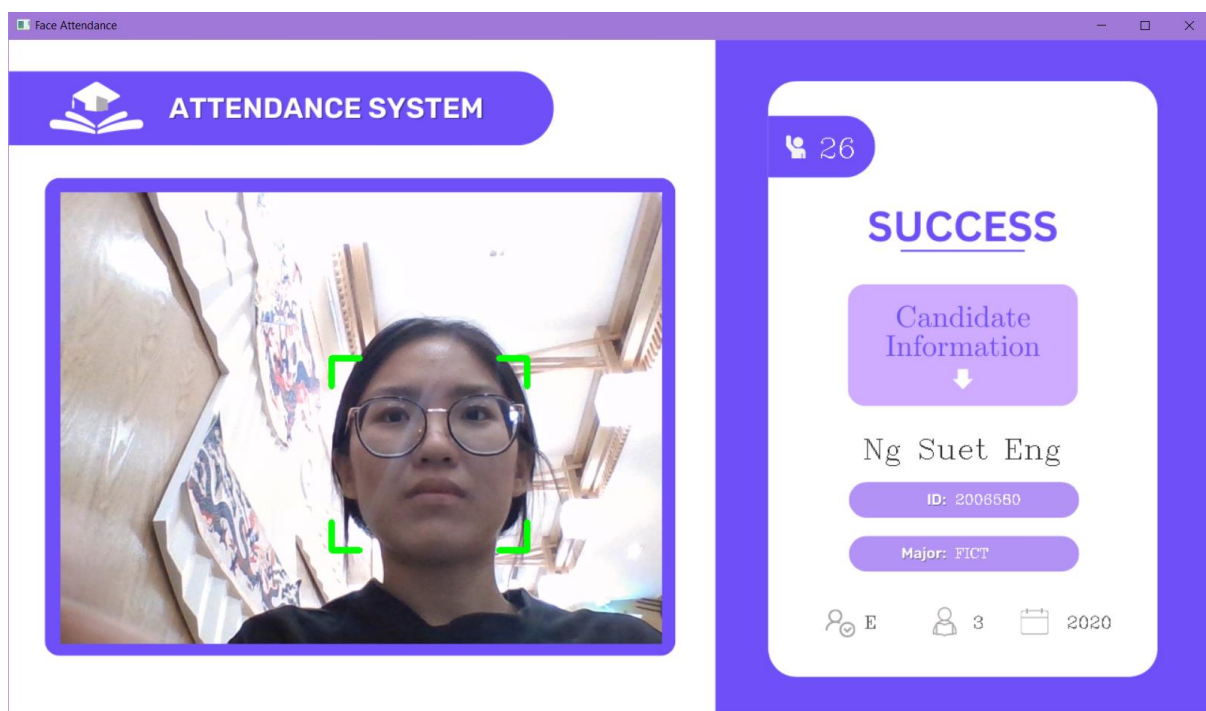 Face Attendance
ATTENDANCE SYSTEM
26
SUCCESS
Candidate
Information
Ng Suet Eng
ID: 2006580
Major: FICT
E 3 2020